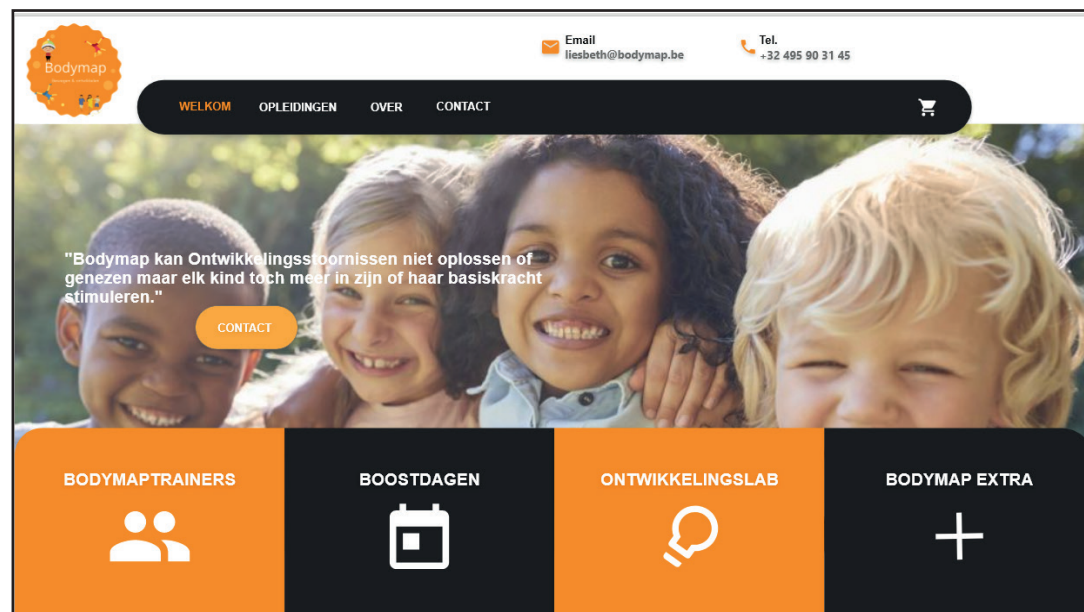 Bodymap
Email
liesbeth@bodymap.be
Tel.
+32 495 90 31 45
WELKOM
OPLEIDINGEN
OVER
CONTACT
"Bodymap kan Ontwikkelingsstoornissen niet oplossen of
genezen maar elk kind toch meer in zijn of haar basiskracht
stimuleren."
CONTACT
BODYMAPTRAINERS
BOOSTDAGEN
ONTWIKKELINGSLAB
BODYMAP EXTRA